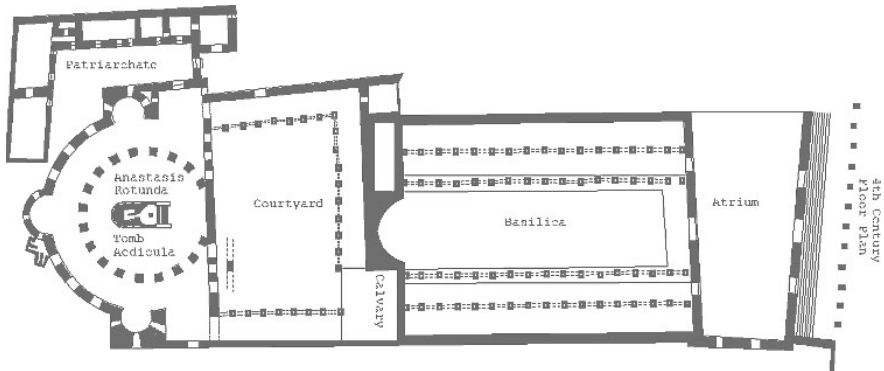 Patriarchate
Anastasis
Rotunda
Tomb
Aedicula
Courtyard
Calvary
Basilica
Atrium
4th Century
Floor Plan